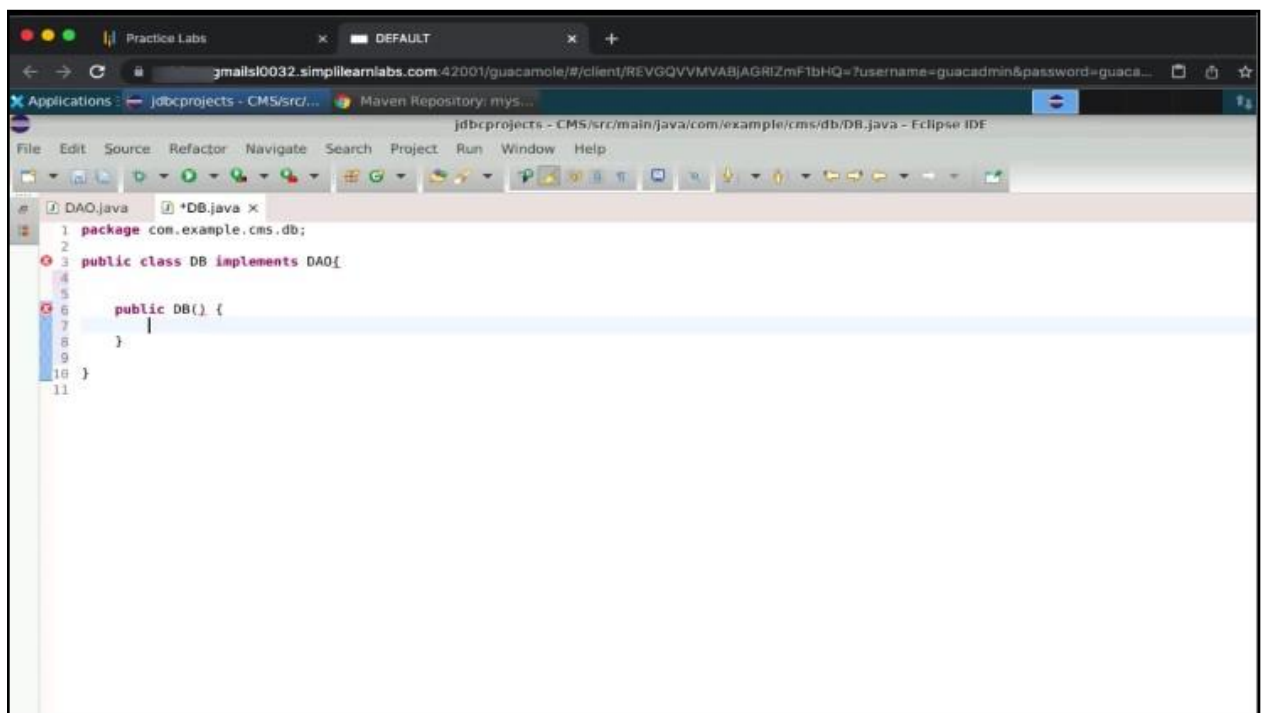 Practice Labs × DEFAULT × +
gmailsl0032.simplilearnlabs.com:42001/guacamole/#/client/REVGQVVMVABjAGRlZmF1bHQ=?username=guacadmin&password=guaca...
Applications : jdbcprojects - CMS/src/... Maven Repository: mys...
jdbcprojects - CMS/src/main/java/com/example/cms/db/DB.java - Eclipse IDE
File Edit Source Refactor Navigate Search Project Run Window Help
DAO.java *DB.java ×
1 package com.example.cms.db;
2
3 public class DB implements DAO{
4
5
6 public DB() {
7
8 }
9
10 }
11